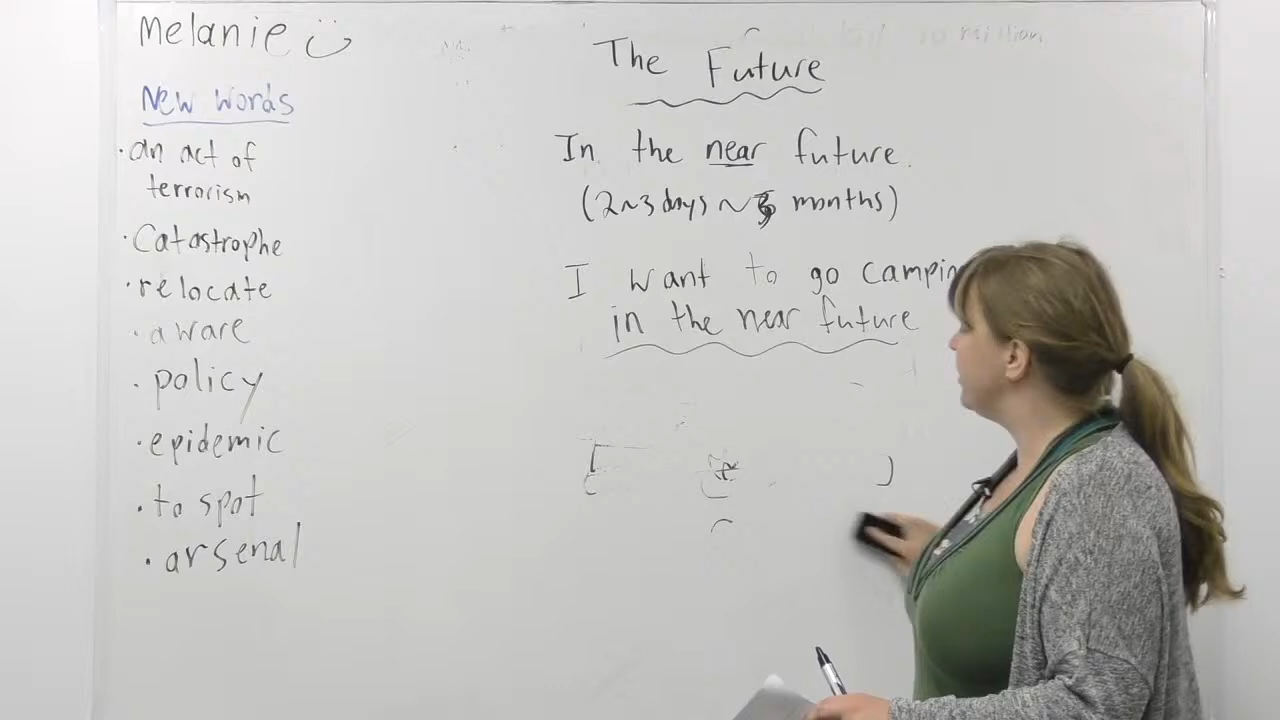 Melanie
New Words
• an act of
terrorism
• Catastrophe
• relocate
• aware
• policy
• epidemic
• to spot
• arsenal
The Future
In the near future.
(2~3 days ~ months)
I want to go
in the near future
million